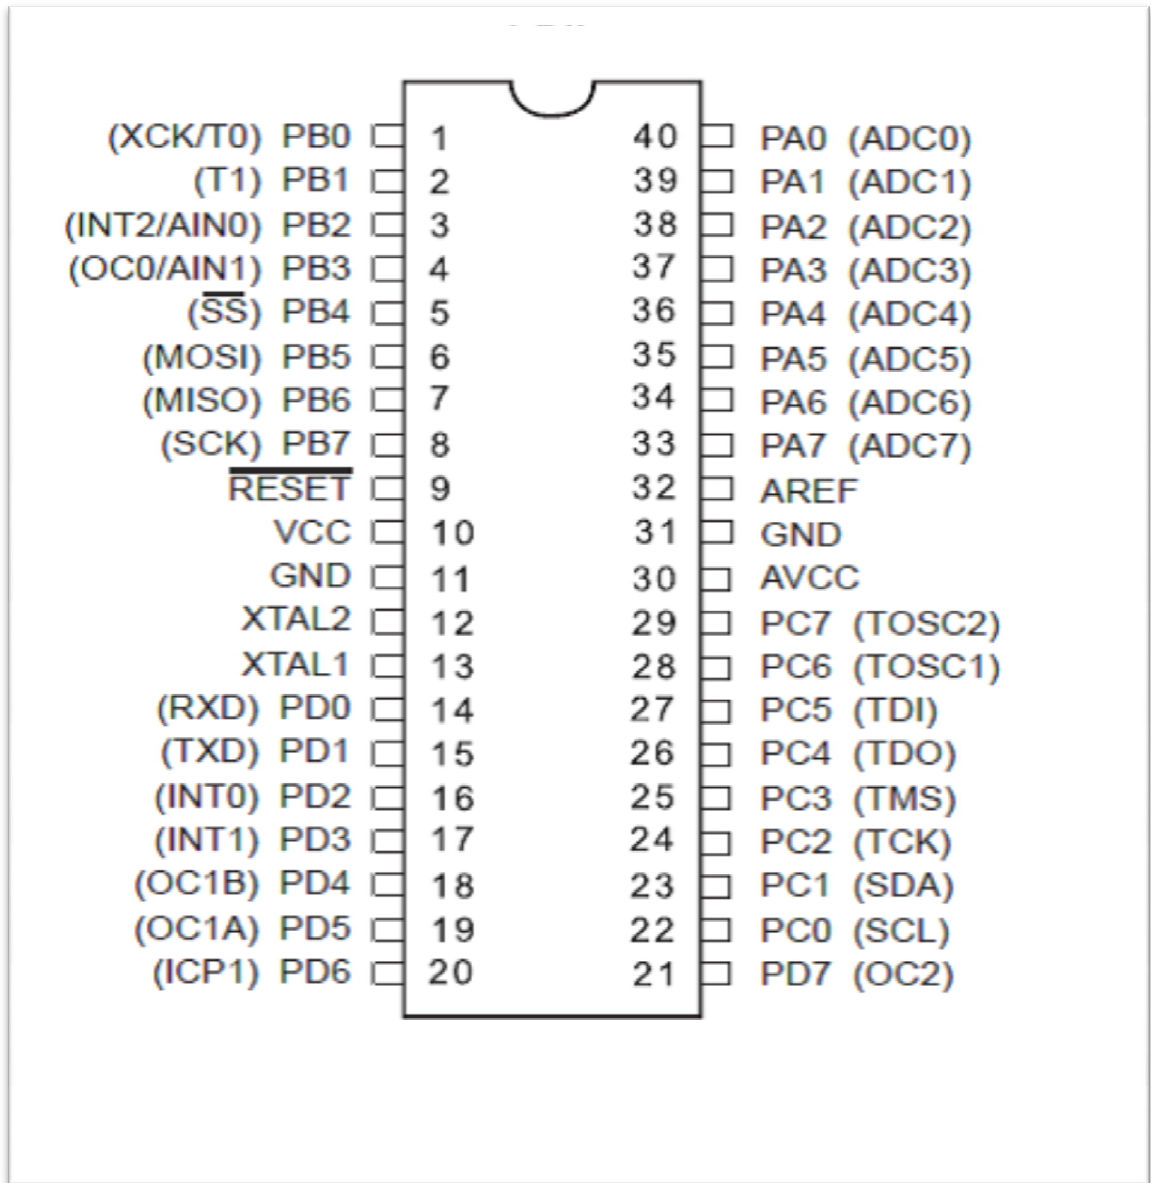 (XCK/T0) PB0 1 40 PA0 (ADC0)
(T1) PB1 2 39 PA1 (ADC1)
(INT2/AIN0) PB2 3 38 PA2 (ADC2)
(OC0/AIN1) PB3 4 37 PA3 (ADC3)
(SS) PB4 5 36 PA4 (ADC4)
(MOSI) PB5 6 35 PA5 (ADC5)
(MISO) PB6 7 34 PA6 (ADC6)
(SCK) PB7 8 33 PA7 (ADC7)
RESET 9 32 AREF
VCC 10 31 GND
GND 11 30 AVCC
XTAL2 12 29 PC7 (TOSC2)
XTAL1 13 28 PC6 (TOSC1)
(RXD) PD0 14 27 PC5 (TDI)
(TXD) PD1 15 26 PC4 (TDO)
(INT0) PD2 16 25 PC3 (TMS)
(INT1) PD3 17 24 PC2 (TCK)
(OC1B) PD4 18 23 PC1 (SDA)
(OC1A) PD5 19 22 PC0 (SCL)
(ICP1) PD6 20 21 PD7 (OC2)